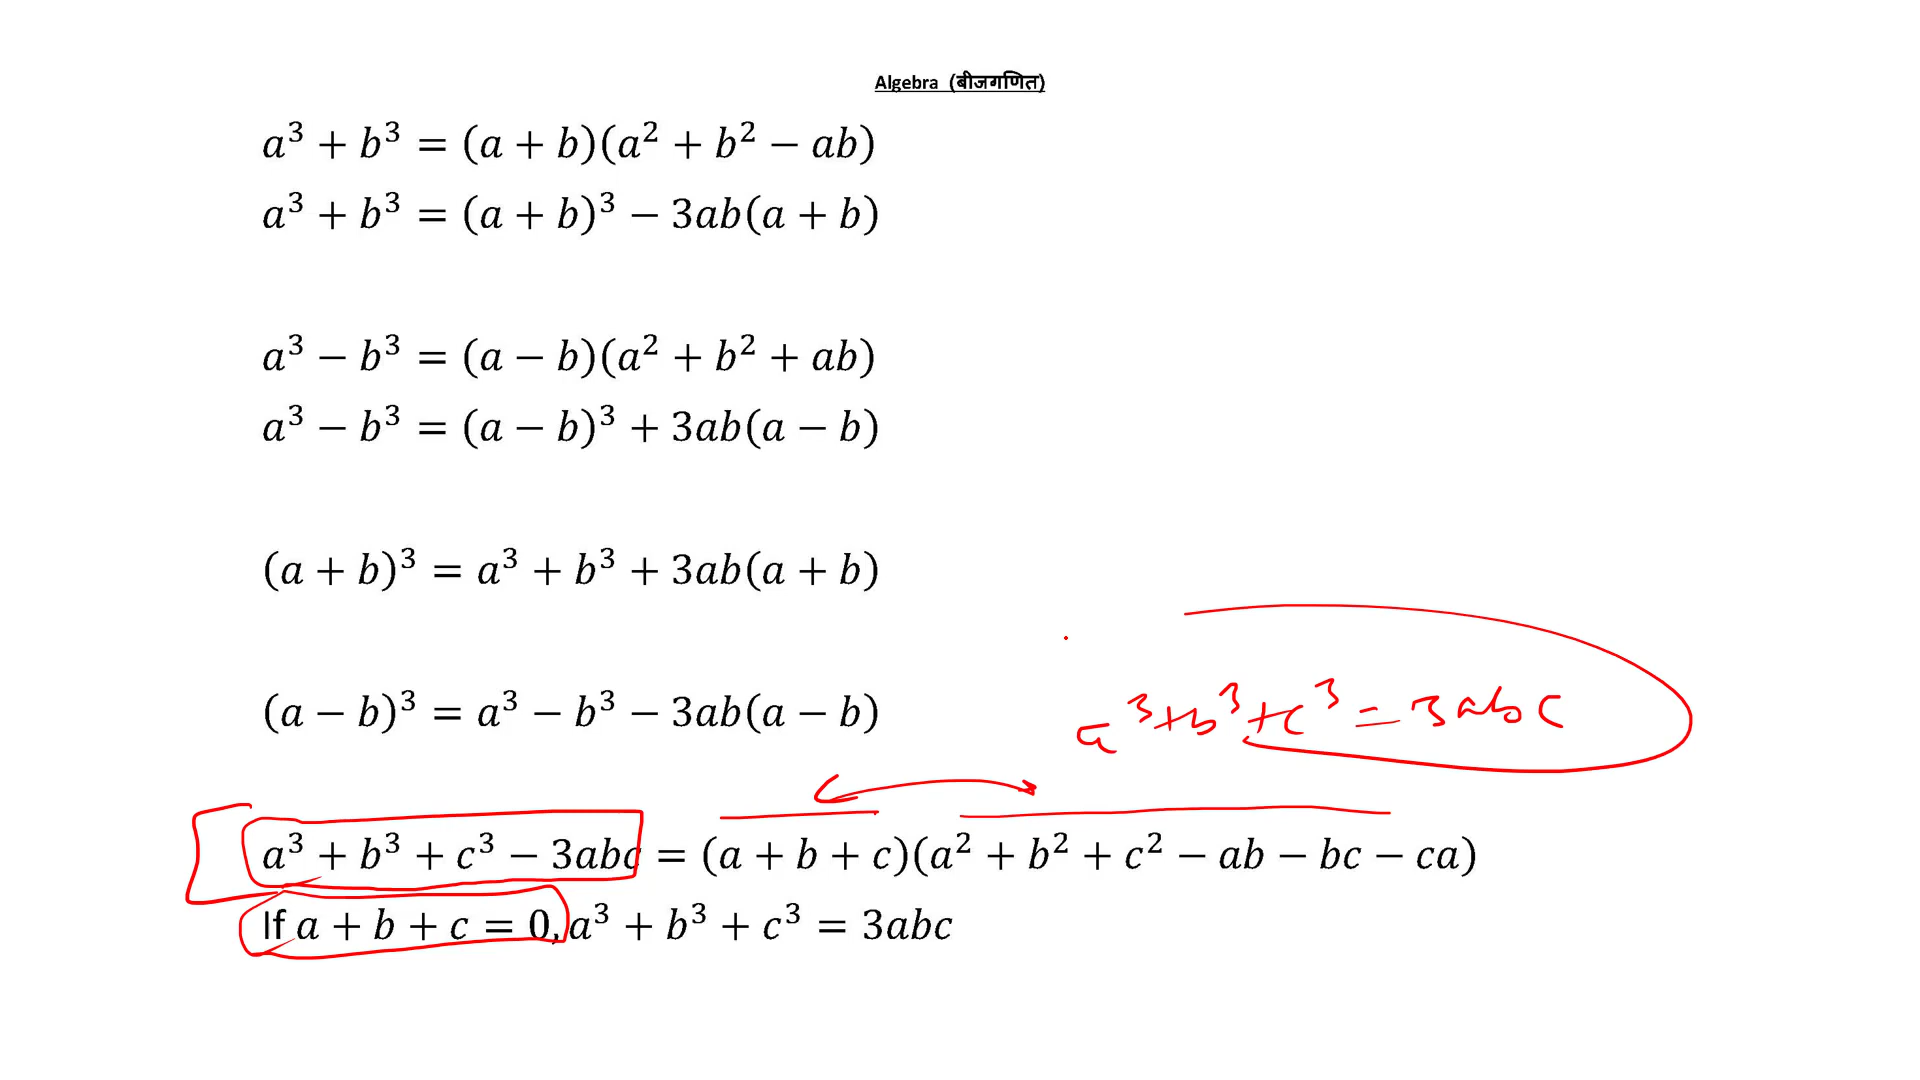 Algebra (बीजगणित)
a³ + b³ = (a + b)(a² + b² − ab)
a³ + b³ = (a + b)³ − 3ab(a + b)
a³ − b³ = (a − b)(a² + b² + ab)
a³ − b³ = (a − b)³ + 3ab(a − b)
(a + b)³ = a³ + b³ + 3ab(a + b)
(a − b)³ = a³ − b³ − 3ab(a − b)
a³+b³+c³ = 3abc
a³ + b³ + c³ − 3abc = (a + b + c)(a² + b² + c² − ab − bc − ca)
If a + b + c = 0, a³ + b³ + c³ = 3abc